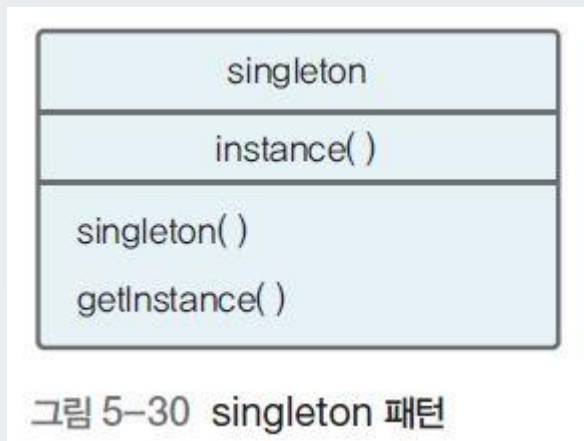 singleton
instance( )
singleton( )
getInstance( )
그림 5-30 singleton 패턴